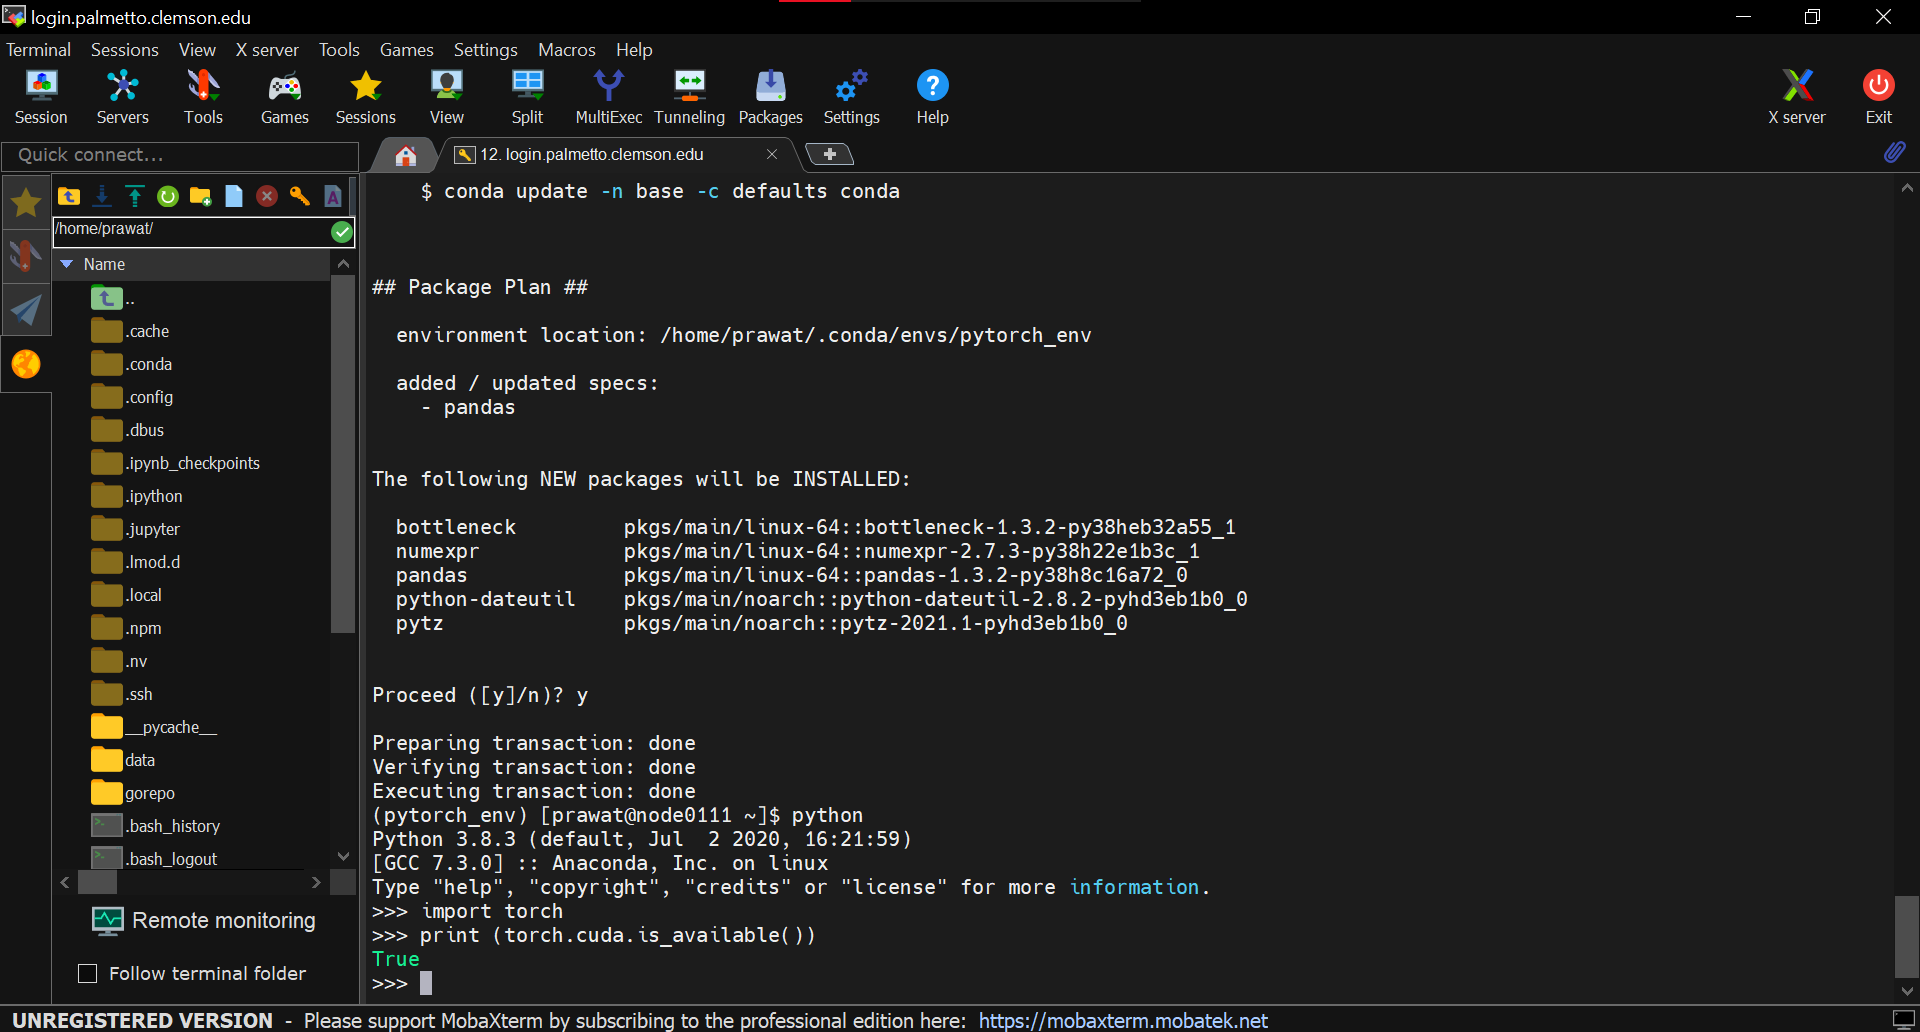 login.palmetto.clemson.edu
Terminal Sessions View X server Tools Games Settings Macros Help
Session Servers Tools Games Sessions View Split MultiExec Tunneling Packages Settings Help X server Exit
Quick connect...
12. login.palmetto.clemson.edu
/home/prawat/
Name
..
.cache
.conda
.config
.dbus
.ipynb_checkpoints
.ipython
.jupyter
.lmod.d
.local
.npm
.nv
.ssh
__pycache__
data
gorepo
.bash_history
.bash_logout
Remote monitoring
Follow terminal folder
$ conda update -n base -c defaults conda
## Package Plan ##
environment location: /home/prawat/.conda/envs/pytorch_env
added / updated specs:
- pandas
The following NEW packages will be INSTALLED:
bottleneck pkgs/main/linux-64::bottleneck-1.3.2-py38heb32a55_1
numexpr pkgs/main/linux-64::numexpr-2.7.3-py38h22e1b3c_1
pandas pkgs/main/linux-64::pandas-1.3.2-py38h8c16a72_0
python-dateutil pkgs/main/noarch::python-dateutil-2.8.2-pyhd3eb1b0_0
pytz pkgs/main/noarch::pytz-2021.1-pyhd3eb1b0_0
Proceed ([y]/n)? y
Preparing transaction: done
Verifying transaction: done
Executing transaction: done
(pytorch_env) [prawat@node0111 ~]$ python
Python 3.8.3 (default, Jul  2 2020, 16:21:59)
[GCC 7.3.0] :: Anaconda, Inc. on linux
Type "help", "copyright", "credits" or "license" for more information.
>>> import torch
>>> print (torch.cuda.is_available())
True
>>>
UNREGISTERED VERSION - Please support MobaXterm by subscribing to the professional edition here: https://mobaxterm.mobatek.net